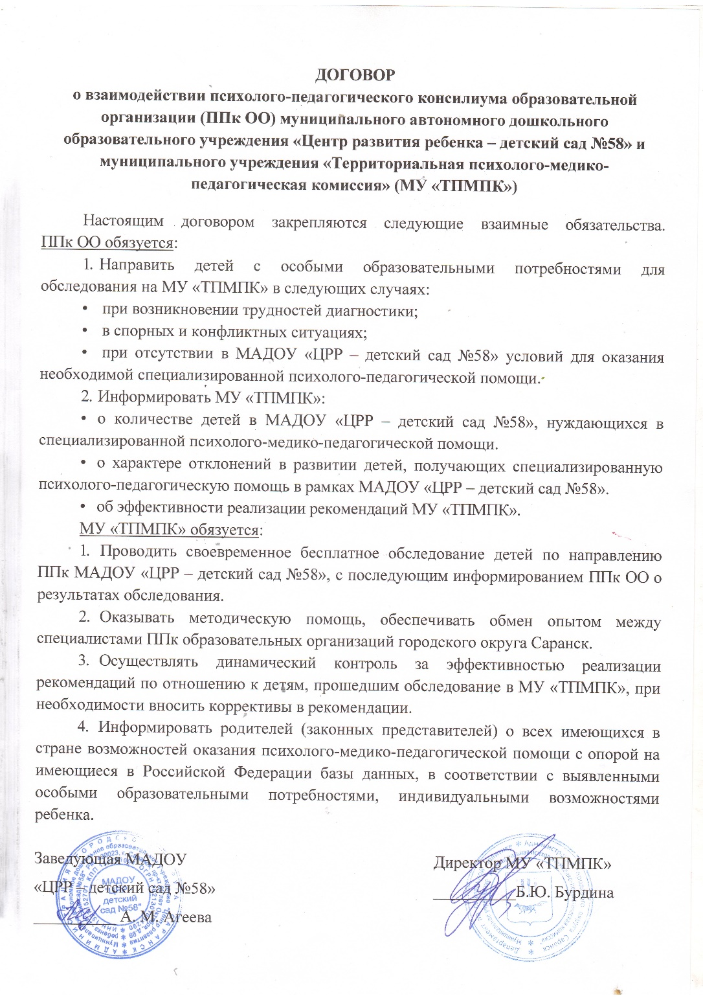 ДОГОВОР
о взаимодействии психолого-педагогического консилиума образовательной
организации (ППк ОО) муниципального автономного дошкольного
образовательного учреждения «Центр развития ребенка – детский сад №58» и
муниципального учреждения «Территориальная психолого-медико-
педагогическая комиссия» (МУ «ТПМПК»)
Настоящим договором закрепляются следующие взаимные обязательства.
ППк ОО обязуется:
1. Направить детей с особыми образовательными потребностями для
обследования на МУ «ТПМПК» в следующих случаях:
• при возникновении трудностей диагностики;
• в спорных и конфликтных ситуациях;
• при отсутствии в МАДОУ «ЦРР – детский сад №58» условий для оказания
необходимой специализированной психолого-педагогической помощи.
2. Информировать МУ «ТПМПК»:
• о количестве детей в МАДОУ «ЦРР – детский сад №58», нуждающихся в
специализированной психолого-медико-педагогической помощи.
• о характере отклонений в развитии детей, получающих специализированную
психолого-педагогическую помощь в рамках МАДОУ «ЦРР – детский сад №58».
• об эффективности реализации рекомендаций МУ «ТПМПК».
МУ «ТПМПК» обязуется:
1. Проводить своевременное бесплатное обследование детей по направлению
ППк МАДОУ «ЦРР – детский сад №58», с последующим информированием ППк ОО о
результатах обследования.
2. Оказывать методическую помощь, обеспечивать обмен опытом между
специалистами ППк образовательных организаций городского округа Саранск.
3. Осуществлять динамический контроль за эффективностью реализации
рекомендаций по отношению к детям, прошедшим обследование в МУ «ТПМПК», при
необходимости вносить коррективы в рекомендации.
4. Информировать родителей (законных представителей) о всех имеющихся в
стране возможностей оказания психолого-медико-педагогической помощи с опорой на
имеющиеся в Российской Федерации базы данных, в соответствии с выявленными
особыми образовательными потребностями, индивидуальными возможностями
ребенка.
Заведующая МАДОУ
«ЦРР – детский сад №58»
__________ А. М. Агеева
Директор МУ «ТПМПК»
__________Б.Ю. Бурдина
МАДОУ
"ЦРР
детский
сад №58"